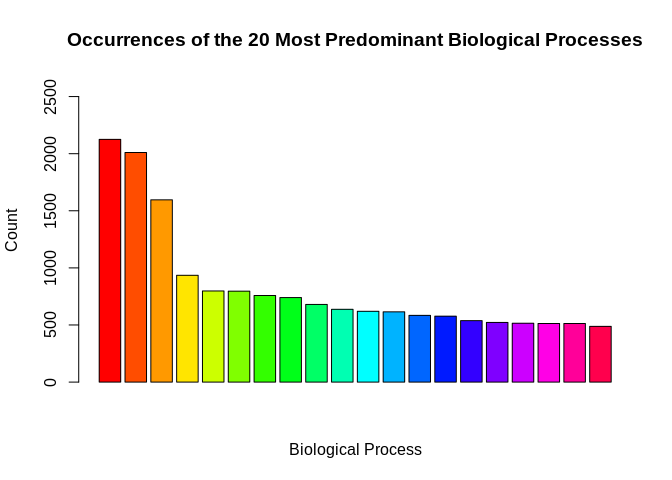 Occurrences of the 20 Most Predominant Biological Processes
2500
2000
1500
1000
500
0
Count
Biological Process